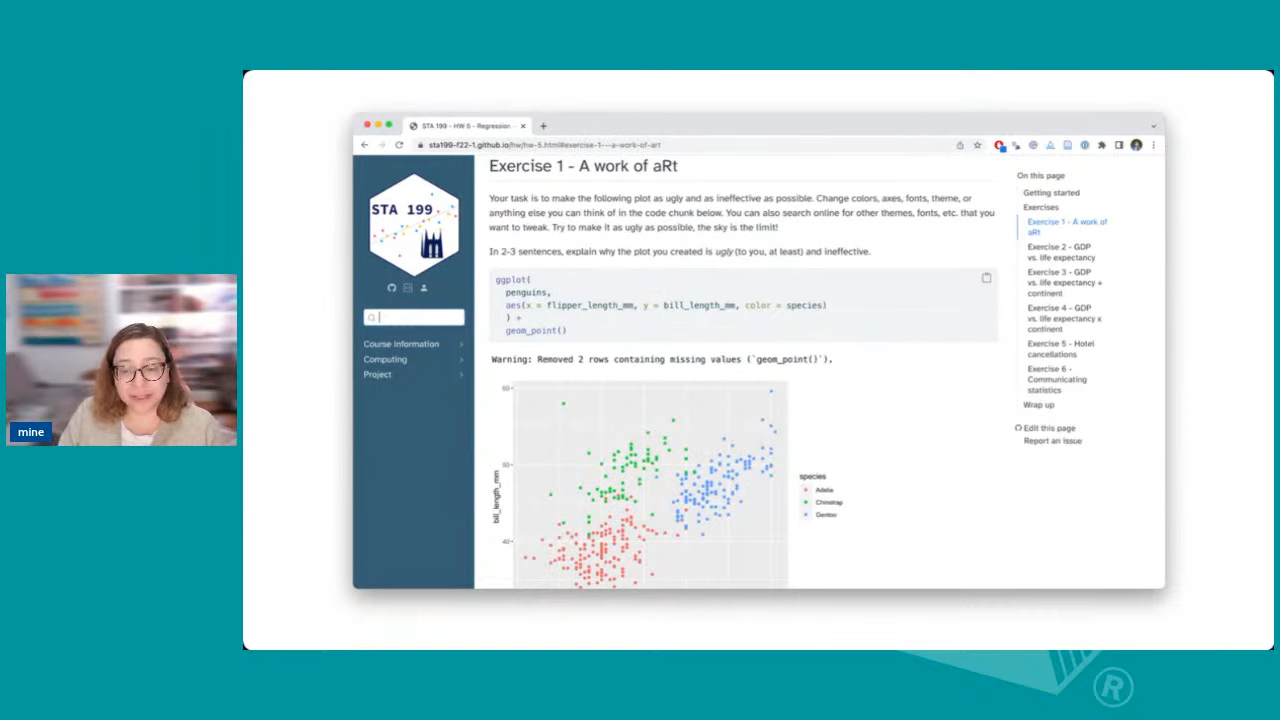 STA 199 - HW 5 - Regression
sta199-f22-1.github.io/hw/hw-5.html#exercise-1---a-work-of-art
STA 199
Course information
Computing
Project
Exercise 1 - A work of aRt
Your task is to make the following plot as ugly and as ineffective as possible. Change colors, axes, fonts, theme, or
anything else you can think of in the code chunk below. You can also search online for other themes, fonts, etc. that you
want to tweak. Try to make it as ugly as possible, the sky is the limit!
In 2-3 sentences, explain why the plot you created is ugly (to you, at least) and ineffective.
ggplot(
penguins,
aes(x = flipper_length_mm, y = bill_length_mm, color = species)
) +
geom_point()
Warning: Removed 2 rows containing missing values (`geom_point()`).
60
50
40
bill_length_mm
species
Adelie
Chinstrap
Gentoo
On this page
Getting started
Exercises
Exercise 1 - A work of
aRt
Exercise 2 - GDP
vs. life expectancy
Exercise 3 - GDP
vs. life expectancy +
continent
Exercise 4 - GDP
vs. life expectancy x
continent
Exercise 5 - Hotel
cancellations
Exercise 6 -
Communicating
statistics
Wrap up
Edit this page
Report an issue
mine
®